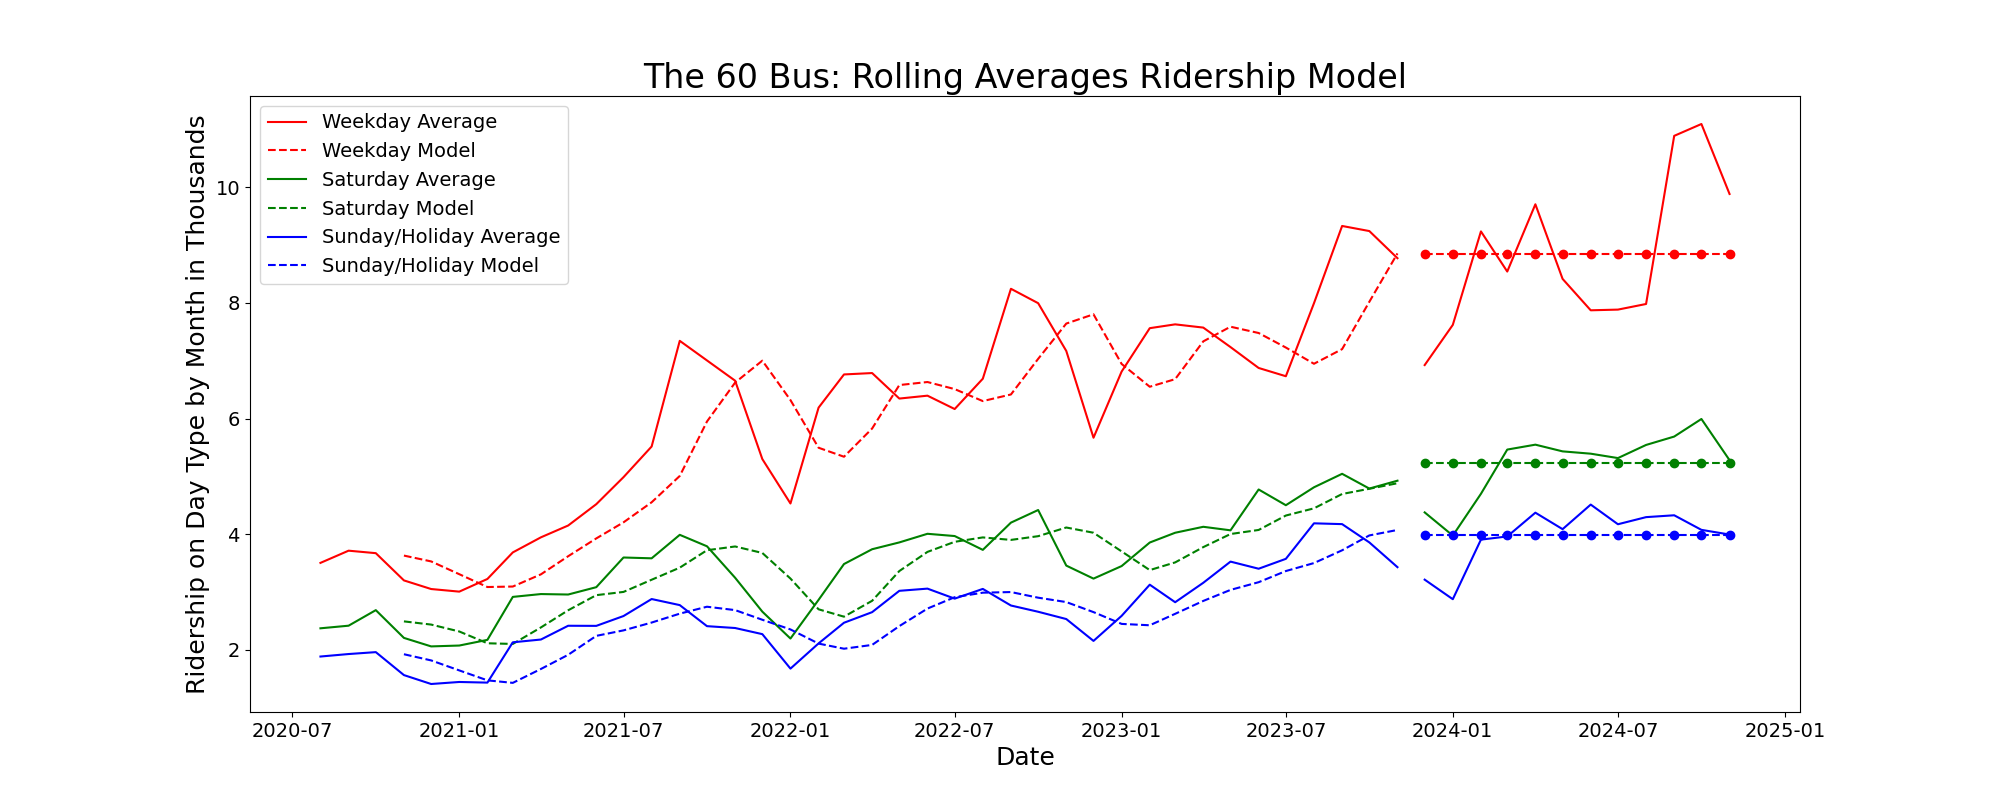 The 60 Bus: Rolling Averages Ridership Model
Weekday Average
Weekday Model
Saturday Average
Saturday Model
Sunday/Holiday Average
Sunday/Holiday Model
Ridership on Day Type by Month in Thousands
10
8
6
4
2
2020-07 2021-01 2021-07 2022-01 2022-07 2023-01 2023-07 2024-01 2024-07 2025-01
Date